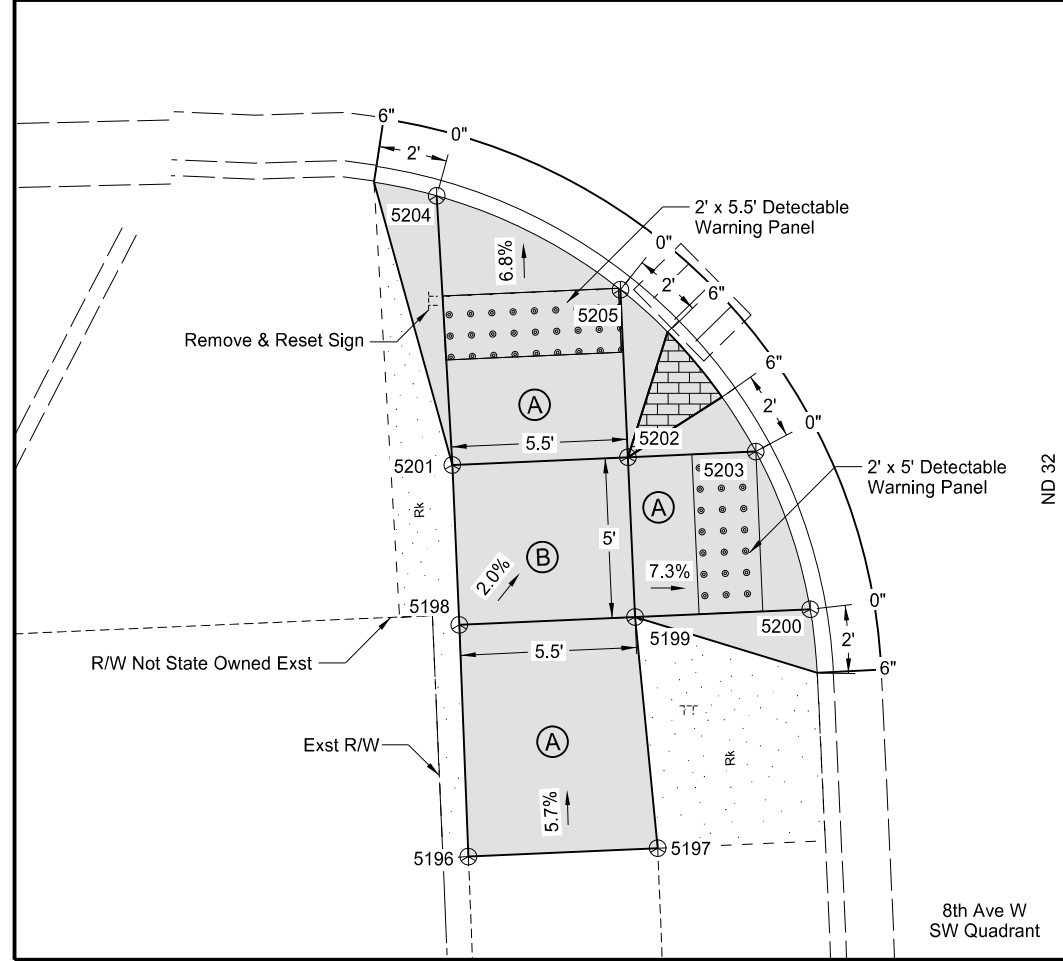 6"
0"
2'
5204
2' x 5.5' Detectable
Warning Panel
6.8%
0"
2'
6"
5205
Remove & Reset Sign
6"
2'
0"
A
5.5'
5202
5201
5203
2' x 5' Detectable
Warning Panel
ND 32
Rk
A
5'
B
2.0%
7.3%
5198
0"
5200
2'
5199
6"
R/W Not State Owned Exst
5.5'
Exst R/W
A
Rk
5.7%
5196
5197
8th Ave W
SW Quadrant